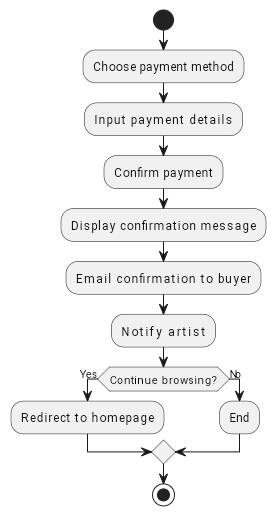 Choose payment method
Input payment details
Confirm payment
Display confirmation message
Email confirmation to buyer
Notify artist
Yes
Continue browsing?
No
Redirect to homepage
End